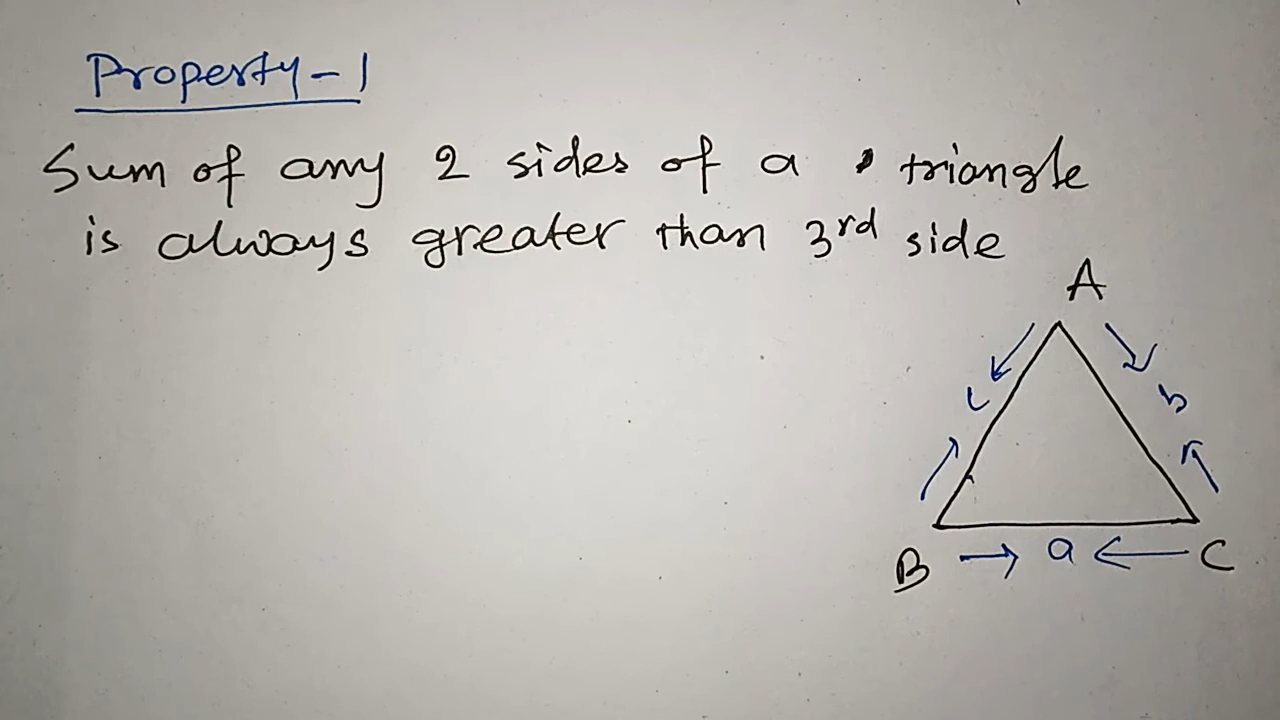 Property-1
Sum of any 2 sides of a triangle
is always greater than 3rd side
A
c
b
B
a
C